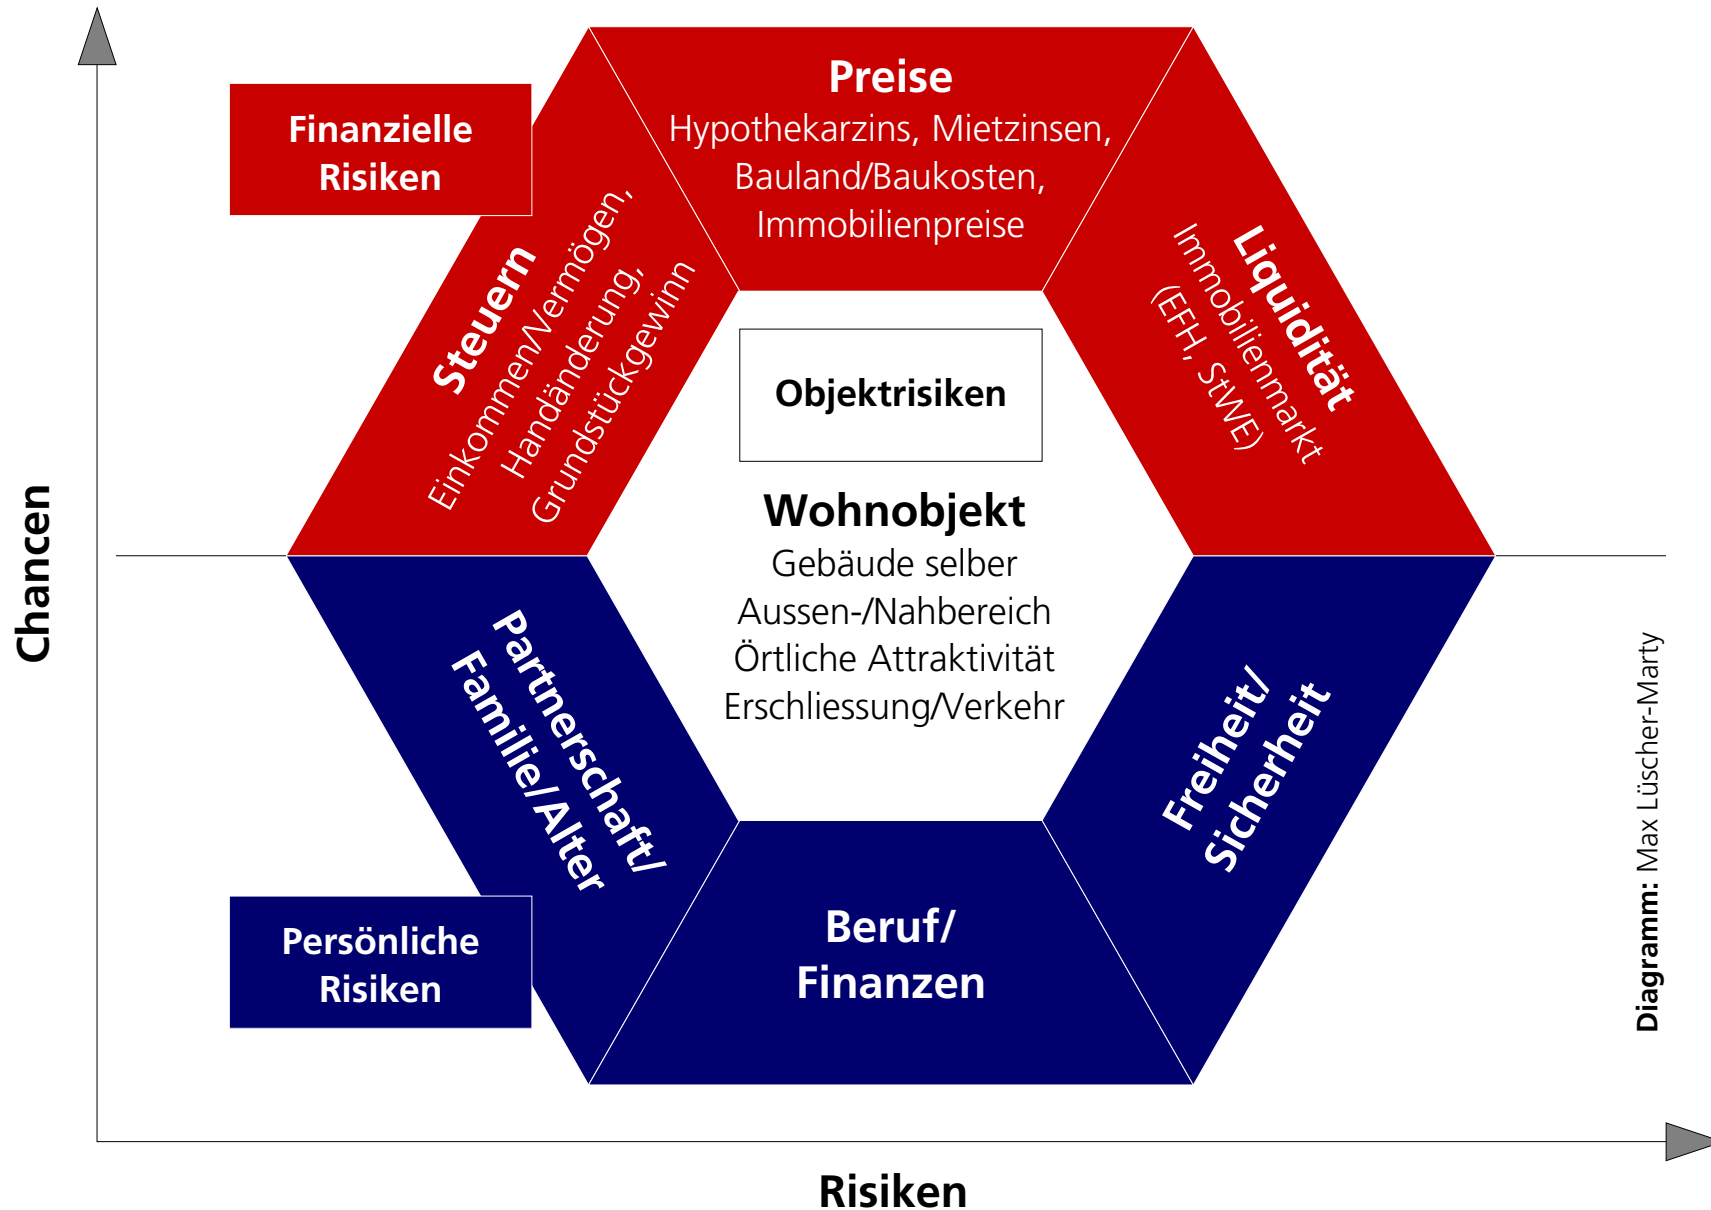 Finanzielle
Risiken
Preise
Hypothekarzins, Mietzinsen,
Bauland/Baukosten,
Immobilienpreise
Steuern
Einkommen/Vermögen,
Handänderung,
Grundstückgewinn
Liquidität
Immobilienmarkt
(EFH, StWE)
Objektrisiken
Wohnobjekt
Gebäude selber
Aussen-/Nahbereich
Örtliche Attraktivität
Erschliessung/Verkehr
Chancen
Partnerschaft/
Familie/Alter
Freiheit/
Sicherheit
Persönliche
Risiken
Beruf/
Finanzen
Diagramm: Max Lüscher-Marty
Risiken